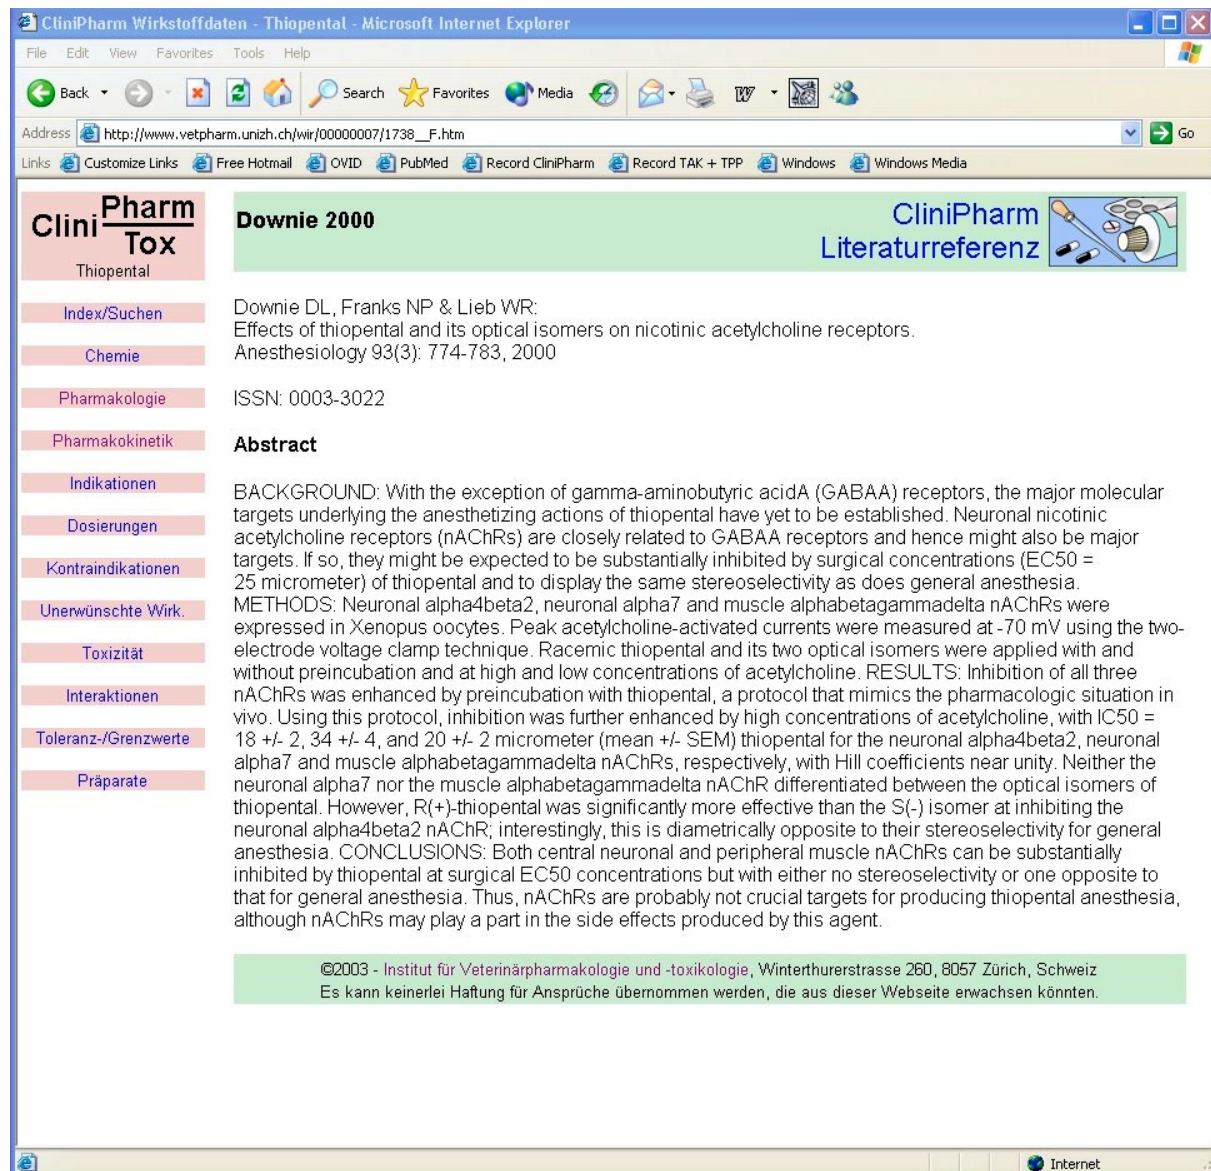 CliniPharm Wirkstoffdaten - Thiopental - Microsoft Internet Explorer
File Edit View Favorites Tools Help
Back Search Favorites Media W
Address http://www.vetpharm.unizh.ch/wir/00000007/1738__F.htm Go
Links Customize Links Free Hotmail OVID PubMed Record CliniPharm Record TAK + TPP Windows Windows Media
Clini Pharm
Tox
Thiopental
Index/Suchen
Chemie
Pharmakologie
Pharmakokinetik
Indikationen
Dosierungen
Kontraindikationen
Unerwünschte Wirk.
Toxizität
Interaktionen
Toleranz-/Grenzwerte
Präparate
Downie 2000
CliniPharm
Literaturreferenz
Downie DL, Franks NP & Lieb WR:
Effects of thiopental and its optical isomers on nicotinic acetylcholine receptors.
Anesthesiology 93(3): 774-783, 2000
ISSN: 0003-3022
Abstract
BACKGROUND: With the exception of gamma-aminobutyric acidA (GABAA) receptors, the major molecular
targets underlying the anesthetizing actions of thiopental have yet to be established. Neuronal nicotinic
acetylcholine receptors (nAChRs) are closely related to GABAA receptors and hence might also be major
targets. If so, they might be expected to be substantially inhibited by surgical concentrations (EC50 =
25 micrometer) of thiopental and to display the same stereoselectivity as does general anesthesia.
METHODS: Neuronal alpha4beta2, neuronal alpha7 and muscle alphabetagammadelta nAChRs were
expressed in Xenopus oocytes. Peak acetylcholine-activated currents were measured at -70 mV using the two-
electrode voltage clamp technique. Racemic thiopental and its two optical isomers were applied with and
without preincubation and at high and low concentrations of acetylcholine. RESULTS: Inhibition of all three
nAChRs was enhanced by preincubation with thiopental, a protocol that mimics the pharmacologic situation in
vivo. Using this protocol, inhibition was further enhanced by high concentrations of acetylcholine, with IC50 =
18 +/- 2, 34 +/- 4, and 20 +/- 2 micrometer (mean +/- SEM) thiopental for the neuronal alpha4beta2, neuronal
alpha7 and muscle alphabetagammadelta nAChRs, respectively, with Hill coefficients near unity. Neither the
neuronal alpha7 nor the muscle alphabetagammadelta nAChR differentiated between the optical isomers of
thiopental. However, R(+)-thiopental was significantly more effective than the S(-) isomer at inhibiting the
neuronal alpha4beta2 nAChR; interestingly, this is diametrically opposite to their stereoselectivity for general
anesthesia. CONCLUSIONS: Both central neuronal and peripheral muscle nAChRs can be substantially
inhibited by thiopental at surgical EC50 concentrations but with either no stereoselectivity or one opposite to
that for general anesthesia. Thus, nAChRs are probably not crucial targets for producing thiopental anesthesia,
although nAChRs may play a part in the side effects produced by this agent.
©2003 - Institut für Veterinärpharmakologie und -toxikologie, Winterthurerstrasse 260, 8057 Zürich, Schweiz
Es kann keinerlei Haftung für Ansprüche übernommen werden, die aus dieser Webseite erwachsen könnten.
Internet